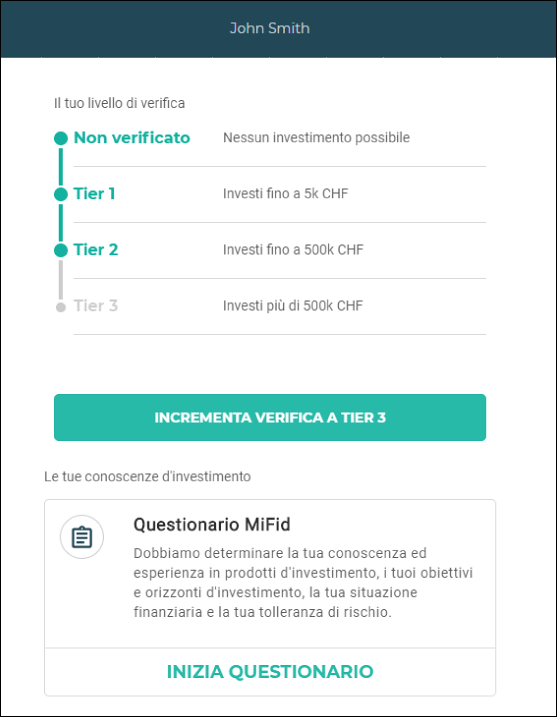 John Smith
Il tuo livello di verifica
Non verificato Nessun investimento possibile
Tier 1 Investi fino a 5k CHF
Tier 2 Investi fino a 500k CHF
Tier 3 Investi più di 500k CHF
INCREMENTA VERIFICA A TIER 3
Le tue conoscenze d'investimento
Questionario MiFid
Dobbiamo determinare la tua conoscenza ed
esperienza in prodotti d'investimento, i tuoi obiettivi
e orizzonti d'investimento, la tua situazione
finanziaria e la tua tolleranza di rischio.
INIZIA QUESTIONARIO